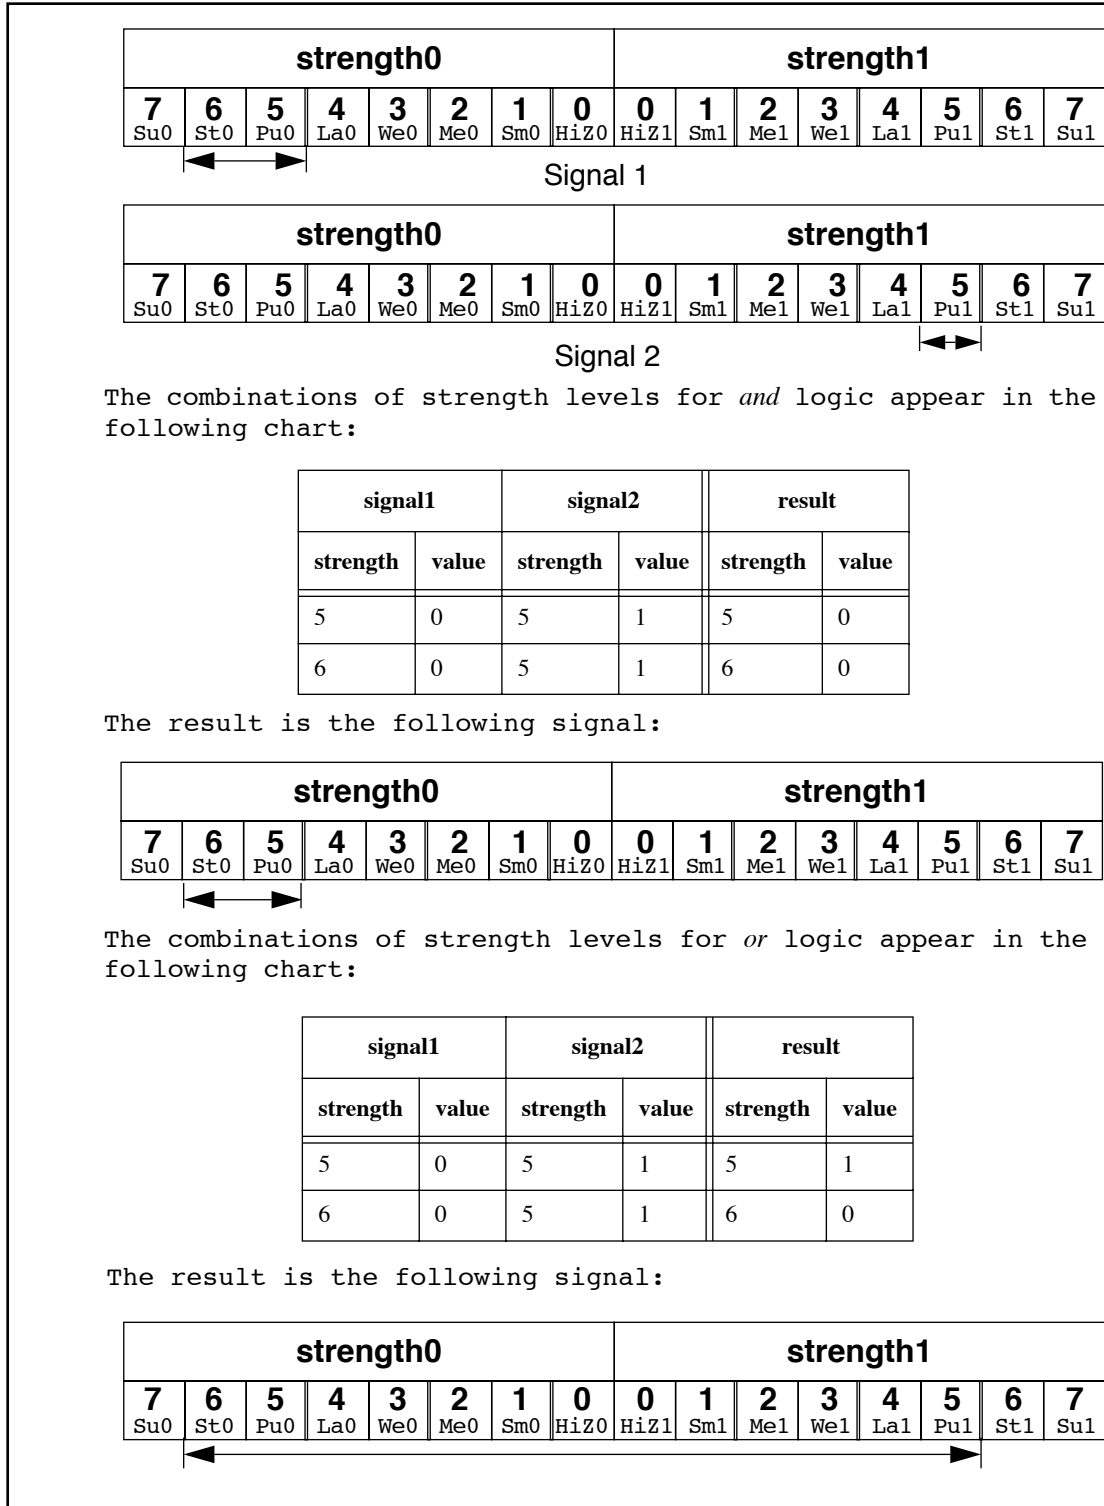 strength0 strength1
7 6 5 4 3 2 1 0 0 1 2 3 4 5 6 7
Su0 St0 Pu0 La0 We0 Me0 Sm0 HiZ0 HiZ1 Sm1 Me1 We1 La1 Pu1 St1 Su1
Signal 1
strength0 strength1
7 6 5 4 3 2 1 0 0 1 2 3 4 5 6 7
Su0 St0 Pu0 La0 We0 Me0 Sm0 HiZ0 HiZ1 Sm1 Me1 We1 La1 Pu1 St1 Su1
Signal 2
The combinations of strength levels for and logic appear in the
following chart:
signal1 signal2 result
strength value strength value strength value
5 0 5 1 5 0
6 0 5 1 6 0
The result is the following signal:
strength0 strength1
7 6 5 4 3 2 1 0 0 1 2 3 4 5 6 7
Su0 St0 Pu0 La0 We0 Me0 Sm0 HiZ0 HiZ1 Sm1 Me1 We1 La1 Pu1 St1 Su1
The combinations of strength levels for or logic appear in the
following chart:
signal1 signal2 result
strength value strength value strength value
5 0 5 1 5 1
6 0 5 1 6 0
The result is the following signal:
strength0 strength1
7 6 5 4 3 2 1 0 0 1 2 3 4 5 6 7
Su0 St0 Pu0 La0 We0 Me0 Sm0 HiZ0 HiZ1 Sm1 Me1 We1 La1 Pu1 St1 Su1